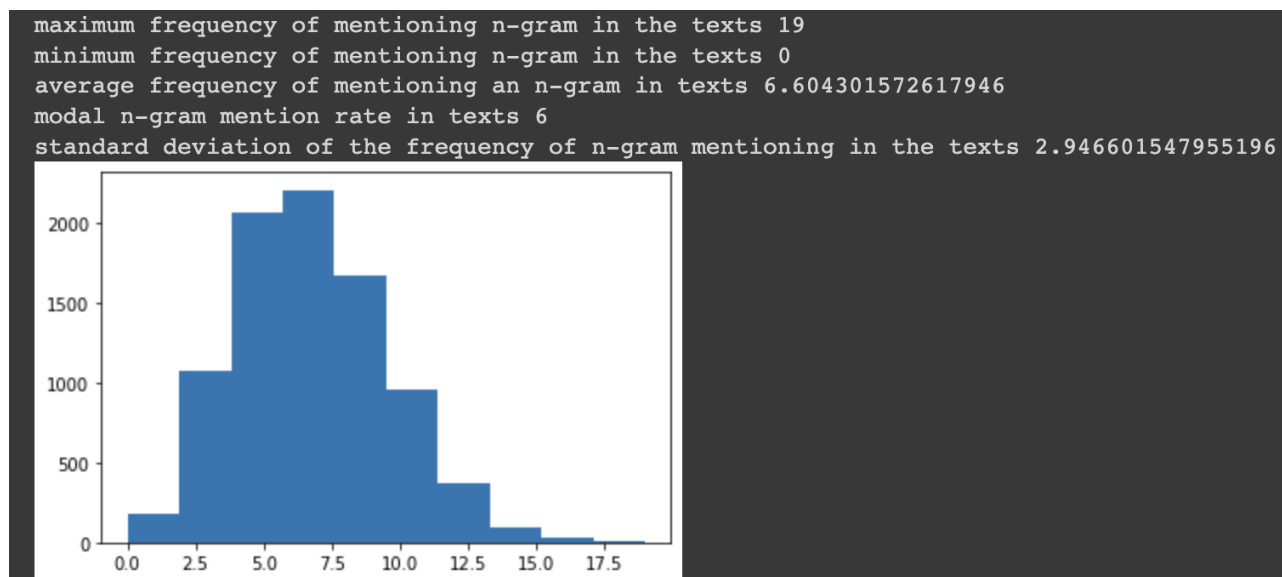 maximum frequency of mentioning n-gram in the texts 19
minimum frequency of mentioning n-gram in the texts 0
average frequency of mentioning an n-gram in texts 6.604301572617946
modal n-gram mention rate in texts 6
standard deviation of the frequency of n-gram mentioning in the texts 2.946601547955196
2000
1500
1000
500
0
0.0 2.5 5.0 7.5 10.0 12.5 15.0 17.5